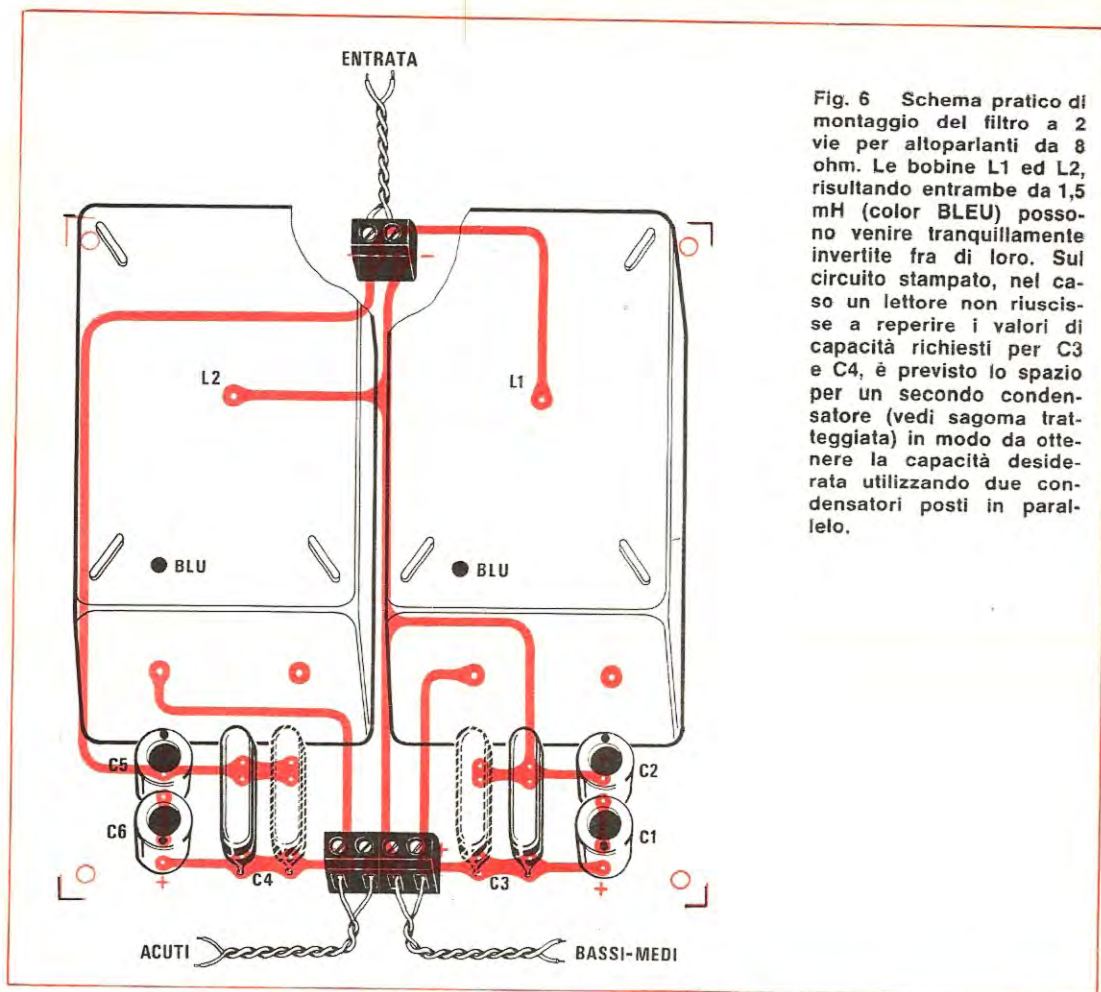 ENTRATA
Fig. 6 Schema pratico di
montaggio del filtro a 2
vie per altoparlanti da 8
ohm. Le bobine L1 ed L2,
risultando entrambe da 1,5
mH (color BLEU) posso-
no venire tranquillamente
invertite fra di loro. Sul
circuito stampato, nel ca-
so un lettore non riuscis-
se a reperire i valori di
capacità richiesti per C3
e C4, è previsto lo spazio
per un secondo conden-
satore (vedi sagoma trat-
teggiata) in modo da otte-
nere la capacità deside-
rata utilizzando due con-
densatori posti in paral-
lelo.
+ -
L2
L1
BLU
BLU
C5
C2
C6
C1
+
C4
C3
+
+
ACUTI
BASSI-MEDI